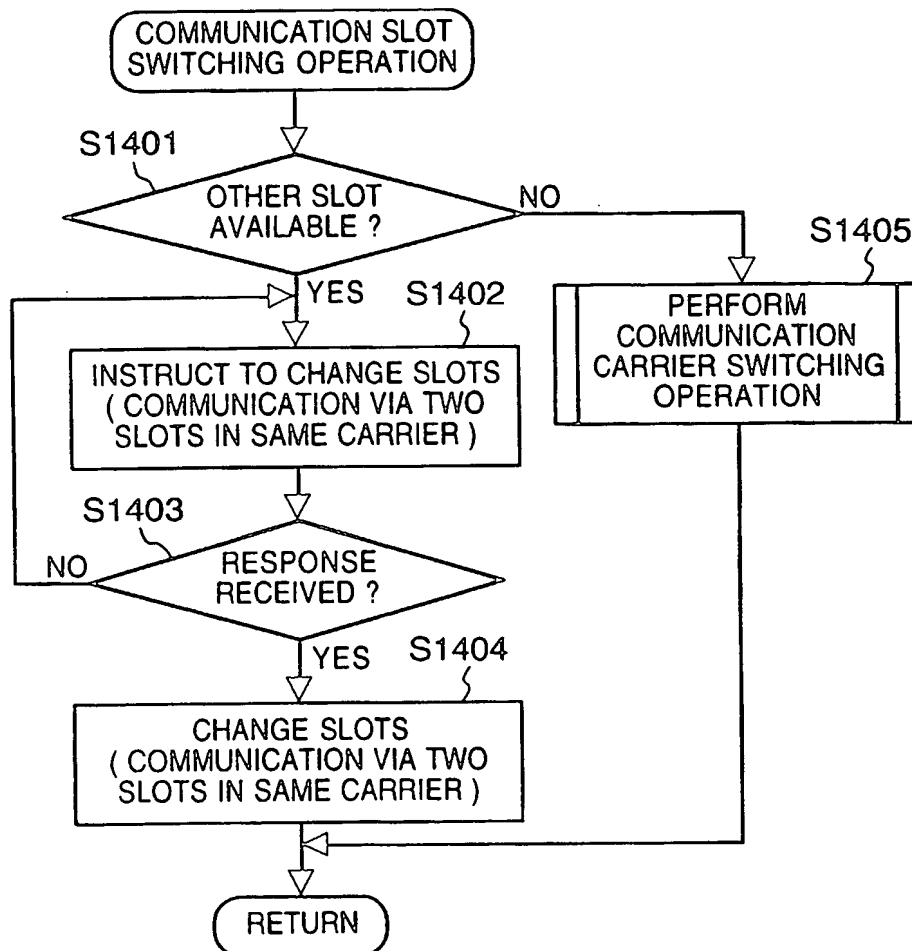 COMMUNICATION SLOT
SWITCHING OPERATION
S1401
OTHER SLOT
AVAILABLE ?
NO
YES
S1405
PERFORM
COMMUNICATION
CARRIER SWITCHING
OPERATION
S1402
INSTRUCT TO CHANGE SLOTS
( COMMUNICATION VIA TWO
SLOTS IN SAME CARRIER )
S1403
RESPONSE
RECEIVED ?
NO
YES
S1404
CHANGE SLOTS
( COMMUNICATION VIA TWO
SLOTS IN SAME CARRIER )
RETURN